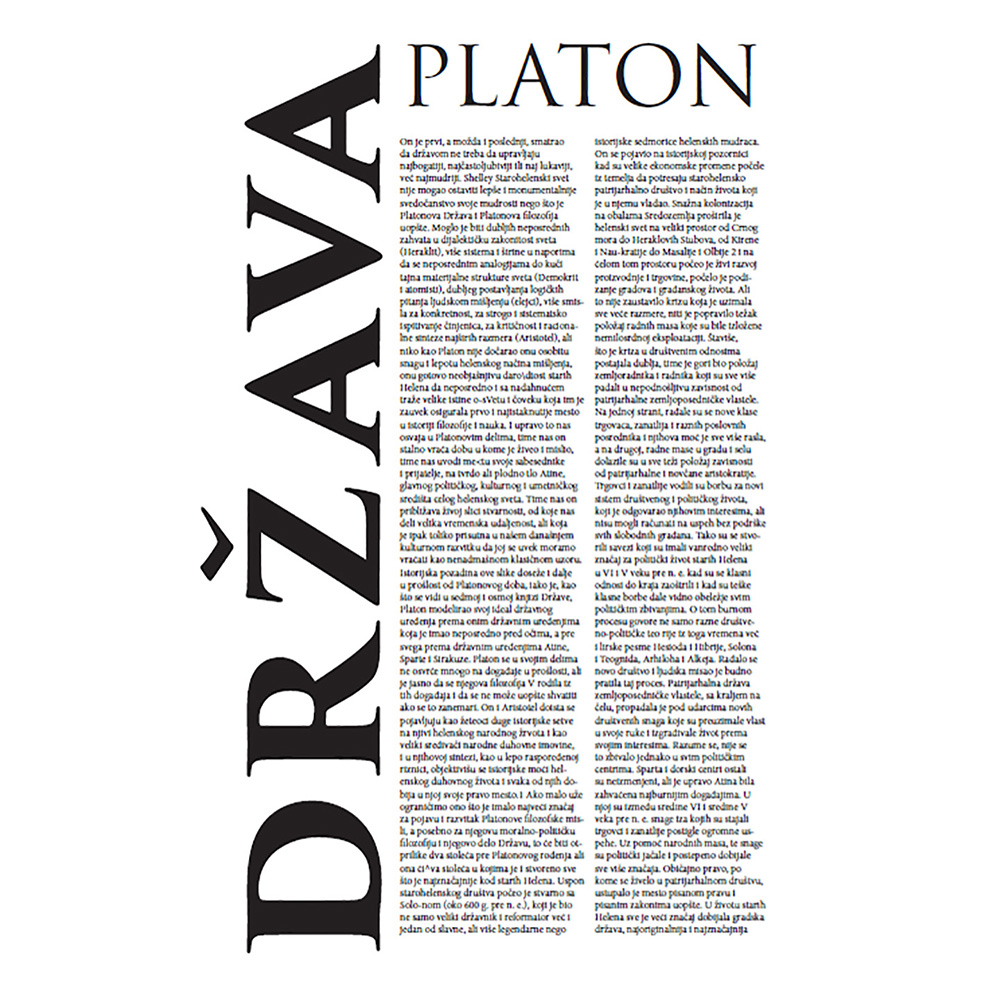 DRŽAVA
PLATON
On je prvi, a možda i poslednji, smatrao
da državom ne treba da upravljaju
najbogatiji, najčastoljubiviji ili naj lukaviji,
već najmudriji. Shelley Starohelenski svet
nije mogao ostaviti lepše i monumentalnije
svedočanstvo svoje mudrosti nego što je
Platonova Država i Platonova filozofija
uopšte. Moglo je biti dubljih neposrednih
zahvata u dijalektičku zakonitost sveta
(Heraklit), više sistema i širine u naporima
da se neposrednim analogijama do kuči
tajna materijalne strukture sveta (Demokrit
i atomisti), dubljeg postavljanja logičkih
pitanja ljudskom mišljenju (elejci), više smis-
la za konkretnost, za strogo i sistematsko
ispitivanje činjenica, za kritičnost i raciona-
lne sinteze najširih razmera (Aristotel), ali
niko kao Platon nije dočarao onu osobitu
snagu i lepotu helenskog načina mišljenja,
onu gotovo neobjašnjivu daro\ditost starih
Helena da neposredno i sa nadahnućem
traže velike istine o-sVetu i čoveku koja im je
zauvek osigurala prvo i najistaknutije mesto
u istoriji filozofije i nauka. I upravo to nas
osvaja u Platonovim delima, time nas on
stalno vraća dobu u kome je živeo i mislio,
time nas uvodi me<tu svoje sabesednike
i prijatelje, na tvrdo ali plodno tlo Atine,
glavnog političkog, kulturnog i umetničkog
središta celog helenskog sveta. Time nas on
približava živoj slici stvarnosti, od koje nas
deli velika vremenska udaljenost, ali koja
je ipak toliko prisutna u našem današnjem
kulturnom razvitku da joj se uvek moramo
vraćati kao nenadmašnom klasičnom uzoru.
Istorijska pozadina ove slike doseže i dalje
u prošlost od Platonovog doba, iako je, kao
što se vidi u sedmoj i osmoj knjizi Države,
Platon modelirao svoj ideal državnog
uređenja prema onim državnim uređenjima
koja je imao neposredno pred očima, a pre
svega prema državnim uređenjima Atine,
Sparte i Sirakuze. Platon se u svojim delima
ne osvrće mnogo na događaje u prošlosti, ali
je jasno da se njegova filozofija V rodila iz
tih događaja i da se ne može uopšte shvatiti
ako se to zanemari. On i Aristotel doista se
pojavljuju kao žeteoci duge istorijske setve
na njivi helenskog narodnog žrvota i kao
veliki sređivači narodne duhovne imovine,
i u njihovoj sintezi, kao u lepo raspoređenoj
riznici, objektivišu se istorijske moći hel-
enskog duhovnog života i svaka od njih do-
bija u njoj svoje pravo mesto.1 Ako malo uže
ograničimo ono što je imalo najveći značaj
za pojavu i razvitak Platonove filozofske mis-
li, a posebno za njegovu moralno-političku
filozofiju i njegovo delo Državu, to će biti ot-
prilike dva stoleća pre Platonovog rođenja ali
ona či^va stoleća u kojima je i stvoreno sve
što je najznačajnije kod starih Helena. Uspon
starohelenskog društva počeo je stvarno sa
Solo-nom (oko 600 g. pre n. e.), koji je bio
ne samo veliki državnik i reformator već i
jedan od slavne, ali više legendarne nego
istorijske sedmorice helenskih mudraca.
On se pojavio na istorijskoj pozornici
kad su velike ekonomske promene počele
iz temelja da potresaju starohelensko
patrijarhalno društvo i način života koji
je u njemu vladao. Snažna kolonizacija
na obalama Sredozemlja proširila je
helenski svet na veliki prostor od Crnog
mora do Heraklovih Stubova, od Kirene
i Nau-kratije do Masalije i Olbije 2 i na
čelom tom prostoru počeo je živi razvoj
proizvodnje i trgovine, počelo je podi-
zanje gradova i građanskog života. Ali
to nije zaustavilo krizu koja je uzimala
sve veće razmere, niti je popravilo težak
položaj radnih masa koje su bile izložene
nemilosrdnoj eksploataciji. Štaviše,
što je kriza u društvenim odnosima
postajala dublja, time je gori bio položaj
zemljoradnika i radnika koji su sve više
padali u nepodnošljivu zavisnost od
patrijarhalne zemljoposedničke vlastele.
Na jednoj strani, rađale su se nove klase
trgovaca, zanatlija i raznih poslovnih
posrednika i njihova moć je sve više rasla,
a na drugoj, radne mase u gradu i selu
dolazile su u sve teži položaj zavisnosti
od patrijarhalne i novčane aristokratije.
Trgovci i zanatlije vodili su borbu za novi
sistem društvenog i političkog života,
koji je odgovarao njihovim interesima, ali
nisu mogli računati na uspeh bez podrške
svih slobodnih građana. Tako su se stvo-
rili savezi koji su imali vanredno veliki
značaj za politički život starih Helena
u VI i V veku pre n. e. kad su se klasni
odnosi do kraja zaoštrili i kad su teške
klasne borbe dale vidno obeležje svim
političkim zbivanjima. O tom burnom
procesu govore ne samo razne društve-
no-političke teo rije iz toga vremena već
i lirske pesme Hesioda i Hibrije, Solona
i Teognida, Arhiloha i Alkeja. Rađalo se
novo društvo i ljudska misao je budno
pratila taj proces. Patrijarhalna država
zemljoposedničke vlastele, sa kraljem na
čelu, propadala je pod udarcima novih
društvenih snaga koje su preuzimale vlast
u svoje ruke i izgrađivale život prema
svojim interesima. Razume se, nije se
to zbivalo jednako u svim političkim
centrima. Sparta i dorski centri ostali
su neizmenjeni, ali je upravo Atina bila
zahvaćena najburnijim događajima. U
njoj su između sredine VI i sredine V
veka pre n. e. snage iza kojih su stajali
trgovci i zanatlije postigle ogromne us-
pehe. Uz pomoć narodnih masa, te snage
su politički jačale i postepeno dobijale
sve više značaja. Običajno pravo, po
kome se živelo u patrijarhalnom društvu,
ustupalo je mesto pisanom pravu i
pisanim zakonima uopšte. U životu starih
Helena sve je veći značaj dobijala gradska
država, najoriginalnija i najznačajnija